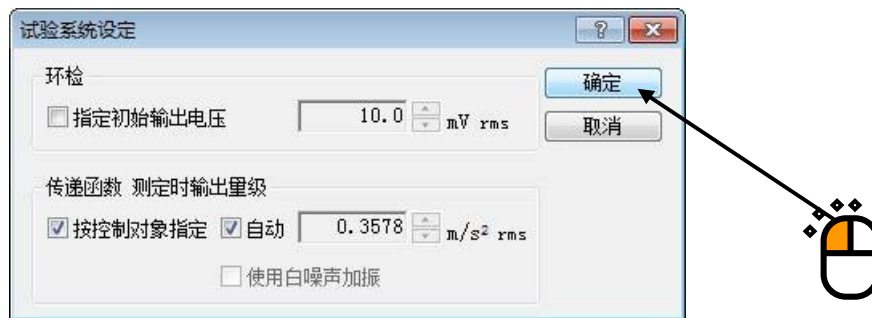 试验系统设定
环检
确定
指定初始输出电压 10.0 mV rms
取消
传递函数 测定时输出量级
按控制对象指定 自动 0.3578 m/s² rms
使用白噪声加振